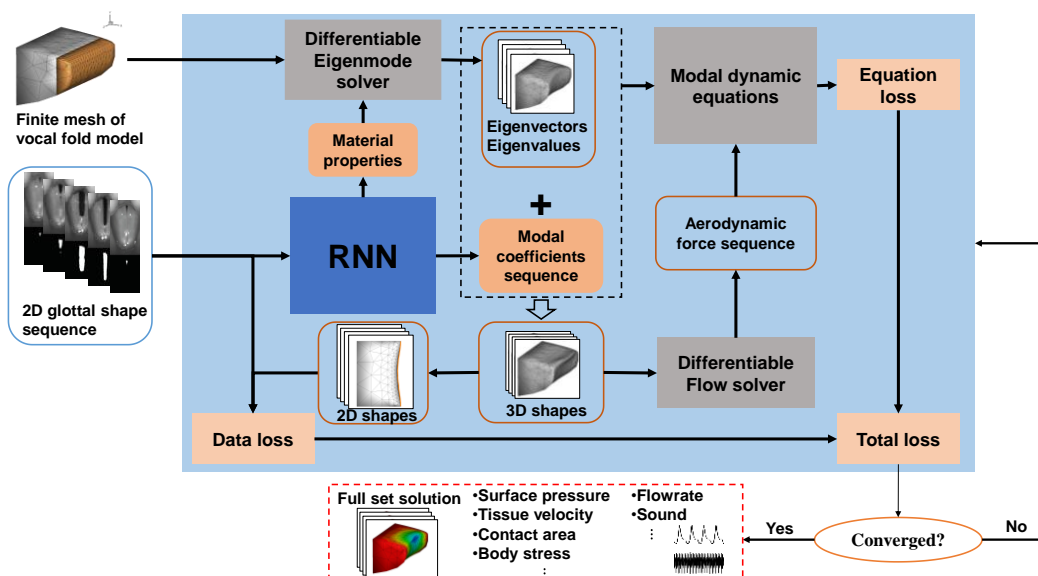 Finite mesh of
vocal fold model
2D glottal shape
sequence
Differentiable
Eigenmode
solver
Material
properties
RNN
Eigenvectors
Eigenvalues
+
Modal
coefficients
sequence
Modal dynamic
equations
Equation
loss
Aerodynamic
force sequence
Differentiable
Flow solver
2D shapes
3D shapes
Data loss
Total loss
Full set solution
•Surface pressure
•Tissue velocity
•Contact area
•Body stress
⋮
•Flowrate
•Sound
⋮
Yes
Converged?
No